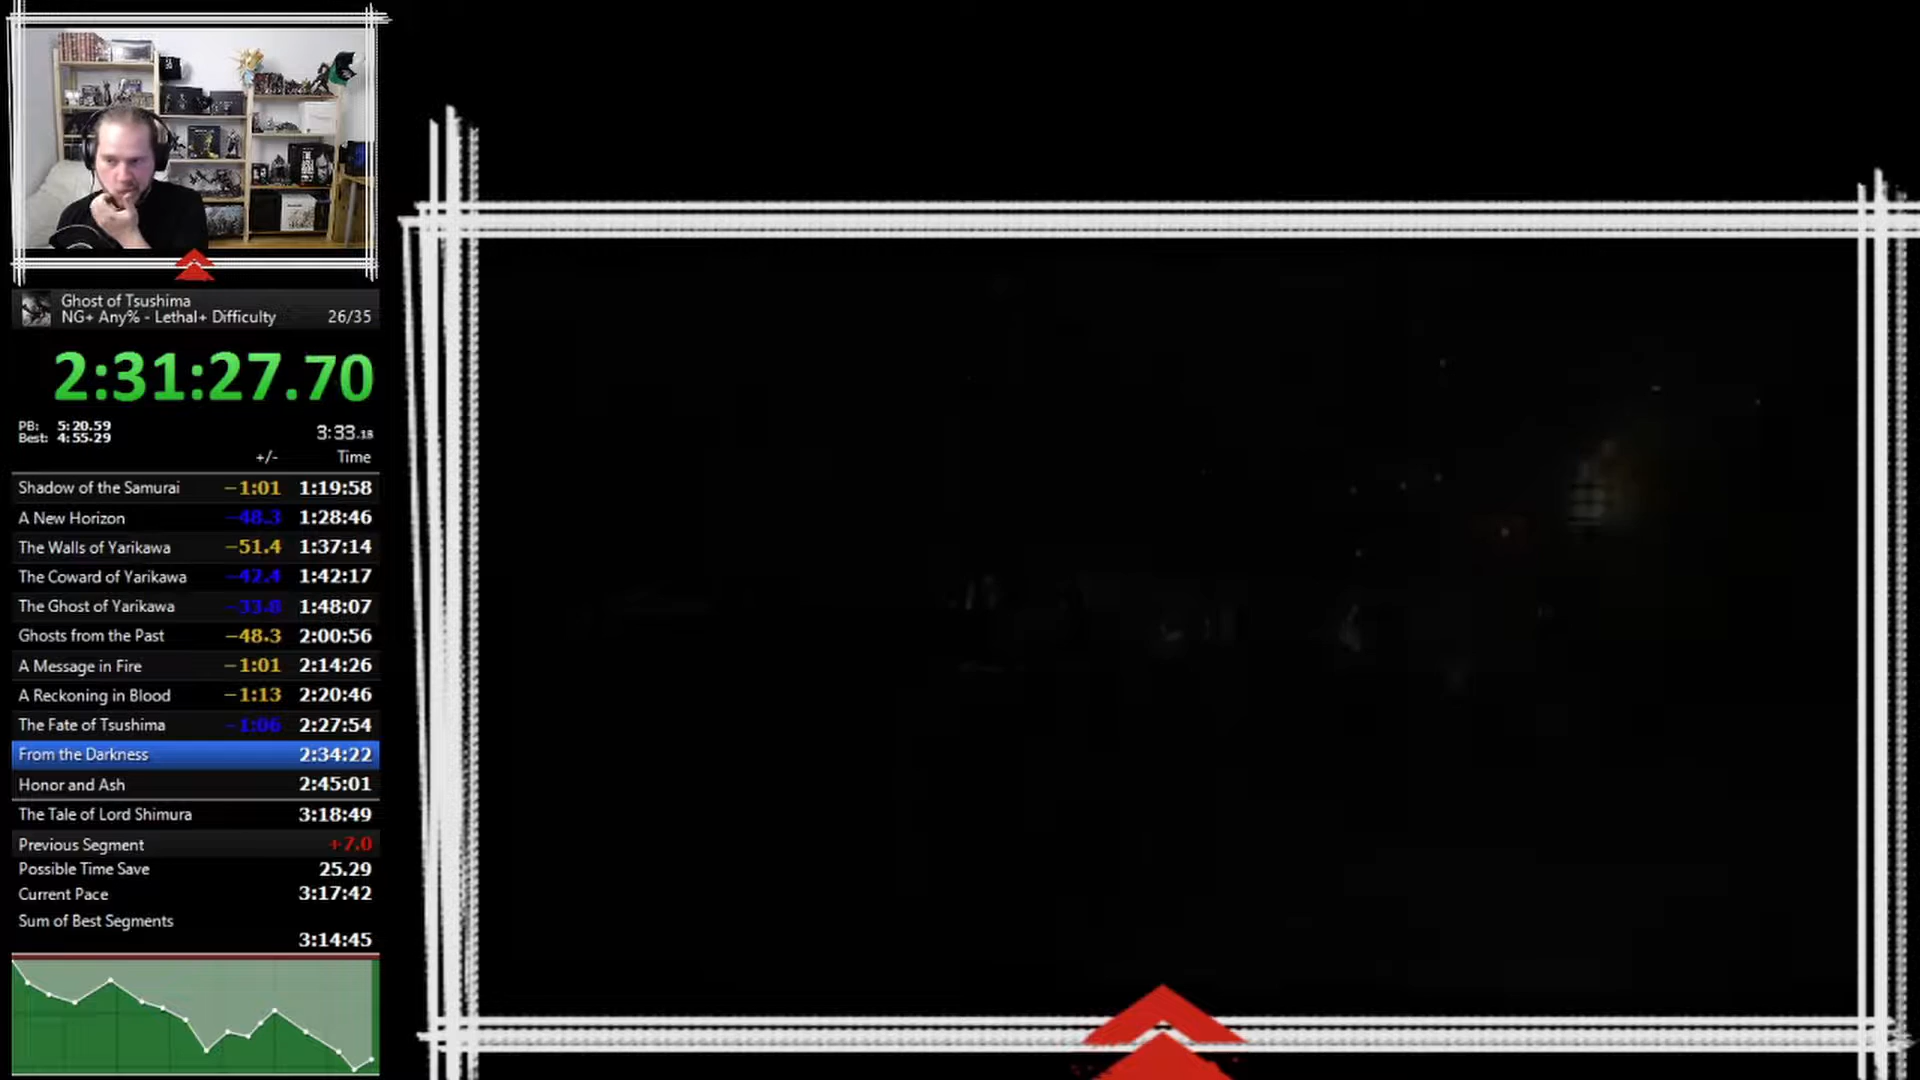 Ghost of Tsushima
NG+ Any% - Lethal+ Difficulty 26/35
2:31:27.70
PB: 5:20.59
Best: 4:55.29 3:33.18
+/- Time
Shadow of the Samurai −1:01 1:19:58
A New Horizon −48.3 1:28:46
The Walls of Yarikawa −51.4 1:37:14
The Coward of Yarikawa −42.4 1:42:17
The Ghost of Yarikawa −33.8 1:48:07
Ghosts from the Past −48.3 2:00:56
A Message in Fire −1:01 2:14:26
A Reckoning in Blood −1:13 2:20:46
The Fate of Tsushima −1:06 2:27:54
From the Darkness 2:34:22
Honor and Ash 2:45:01
The Tale of Lord Shimura 3:18:49
Previous Segment +7.0
Possible Time Save 25.29
Current Pace 3:17:42
Sum of Best Segments
3:14:45